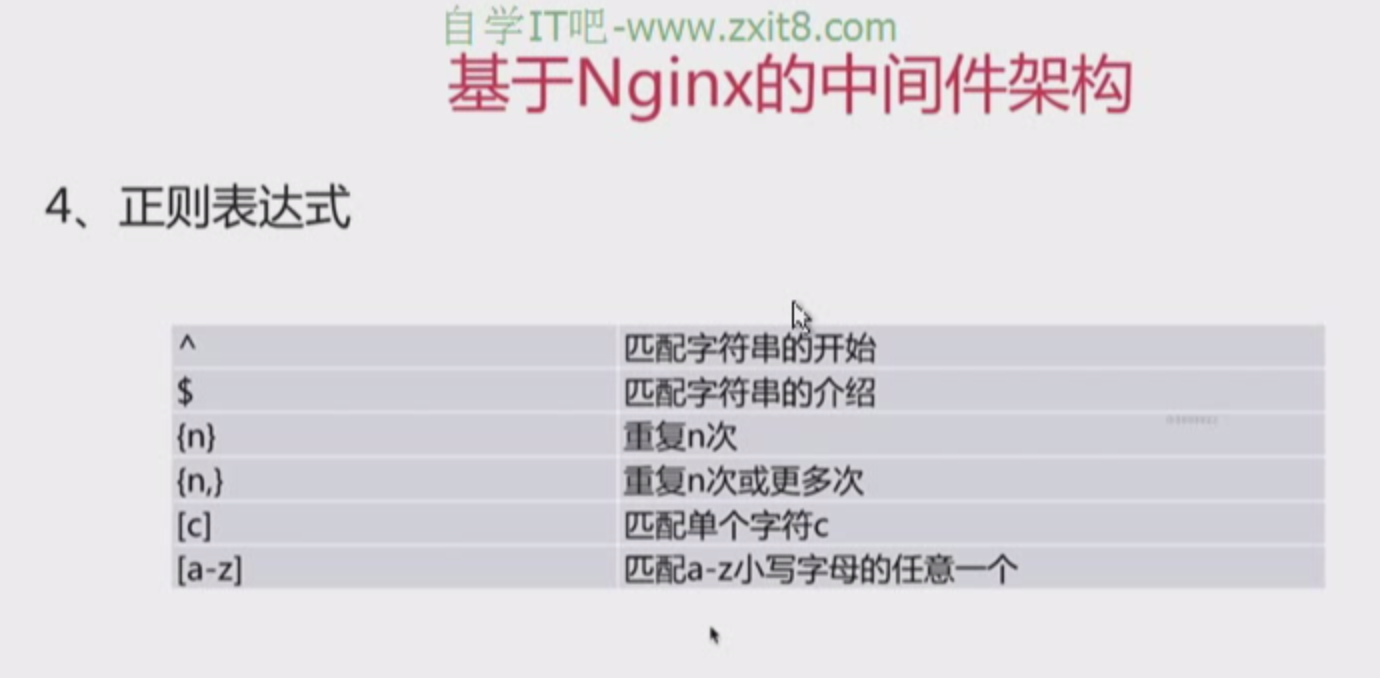 自学IT吧-www.zxit8.com
基于Nginx的中间件架构
4、正则表达式
^ 匹配字符串的开始
$ 匹配字符串的介绍
{n} 重复n次
{n,} 重复n次或更多次
[c] 匹配单个字符c
[a-z] 匹配a-z小写字母的任意一个